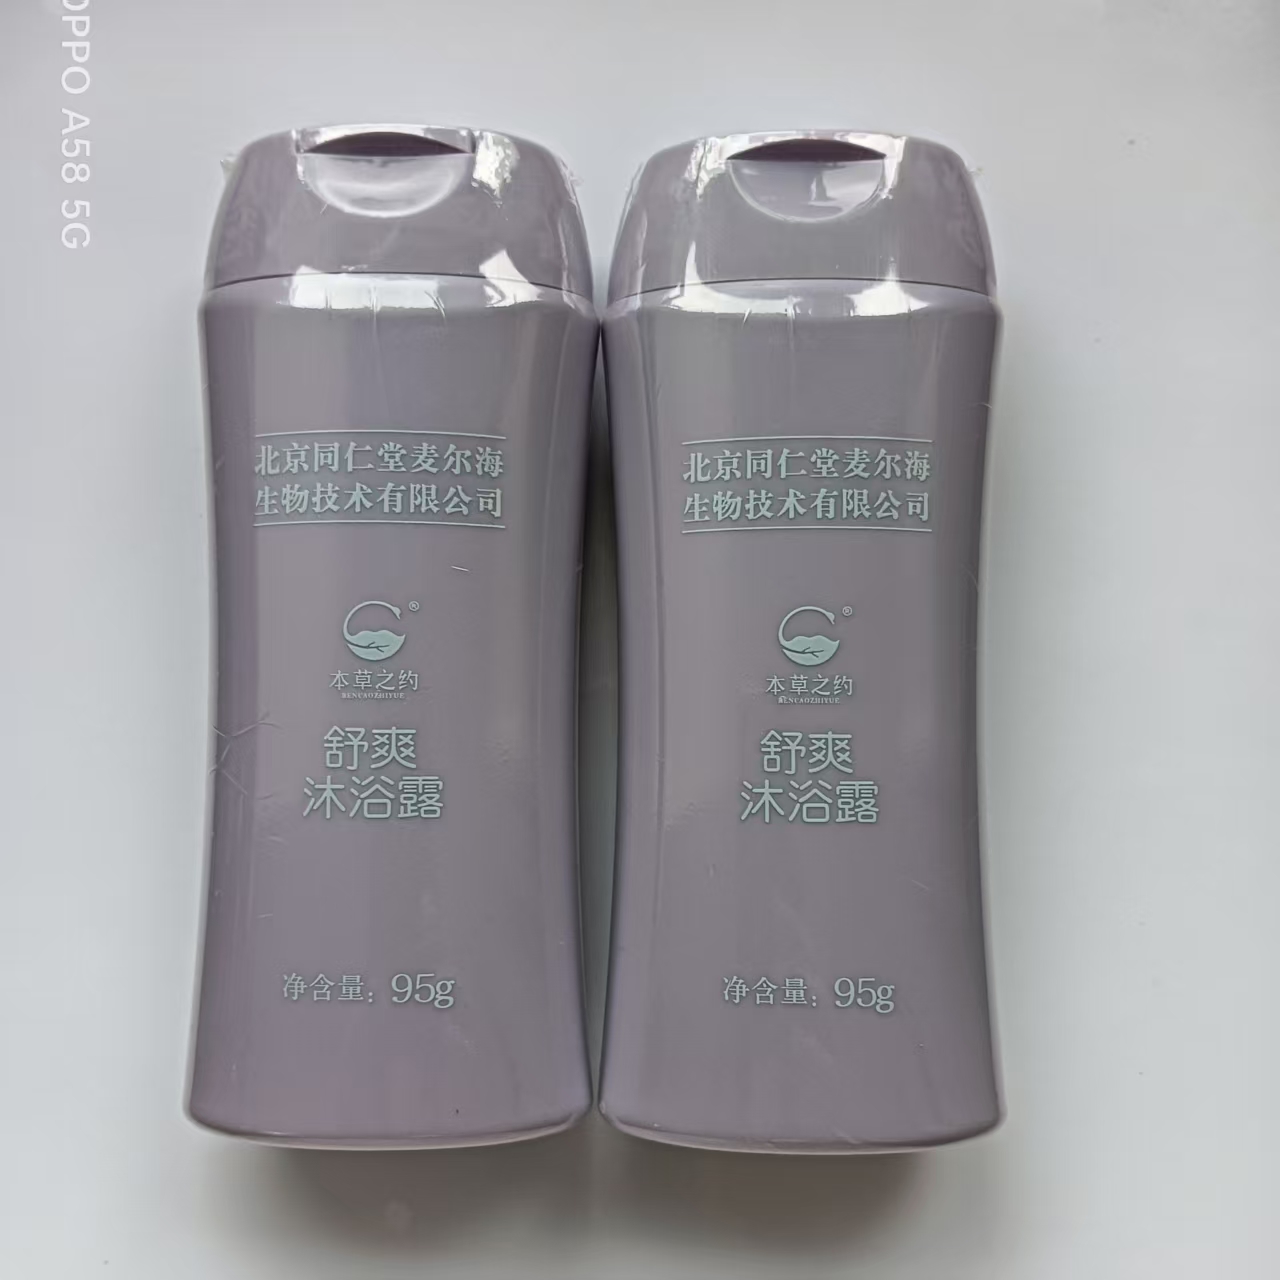 OPPO A58 5G
北京同仁堂麦尔海
生物技术有限公司
®
本草之约
BENCAOZHIYUE
舒爽
沐浴露
净含量：95g
北京同仁堂麦尔海
生物技术有限公司
®
本草之约
BENCAOZHIYUE
舒爽
沐浴露
净含量：95g